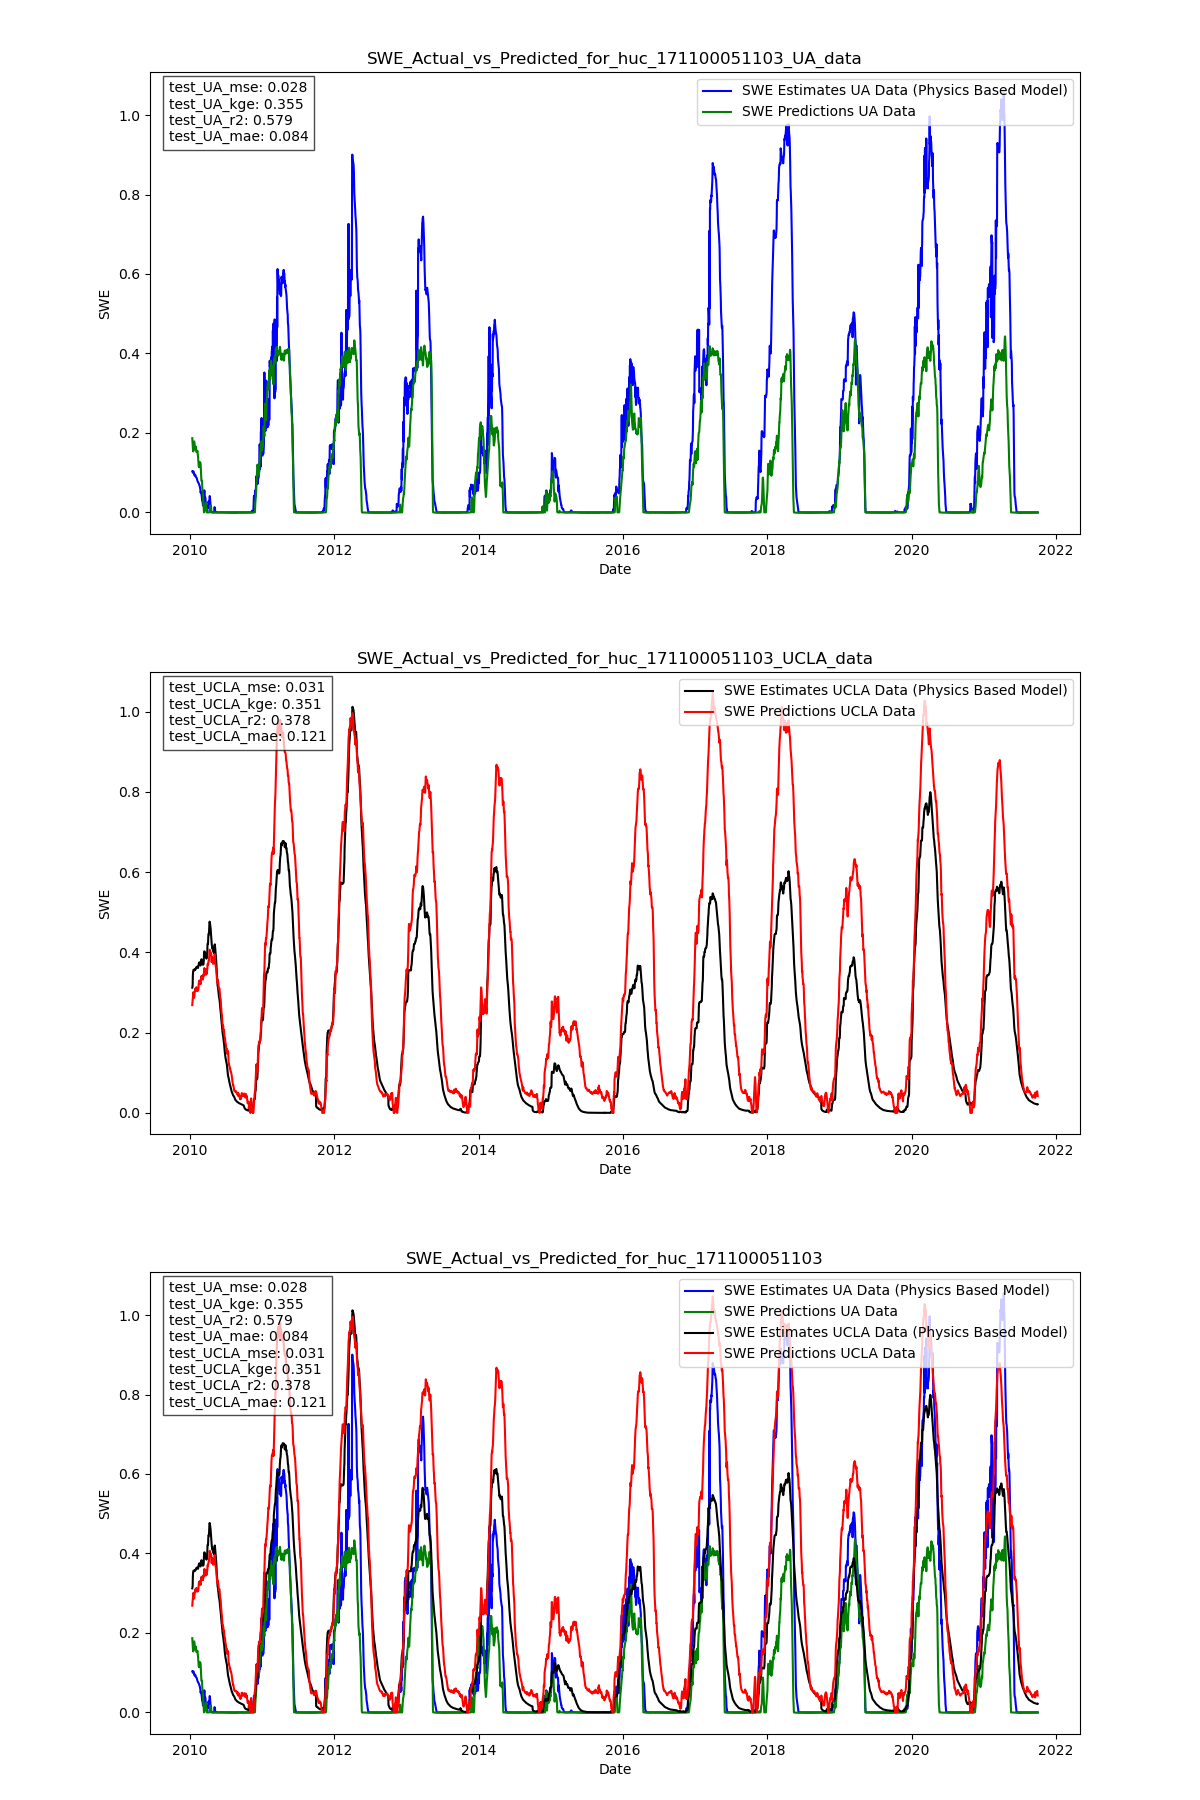 SWE_Actual_vs_Predicted_for_huc_171100051103_UA_data
test_UA_mse: 0.028
test_UA_kge: 0.355
test_UA_r2: 0.579
test_UA_mae: 0.084
SWE Estimates UA Data (Physics Based Model)
SWE Predictions UA Data
1.0
0.8
0.6
0.4
0.2
0.0
SWE
2010 2012 2014 2016 2018 2020 2022
Date
SWE_Actual_vs_Predicted_for_huc_171100051103_UCLA_data
test_UCLA_mse: 0.031
test_UCLA_kge: 0.351
test_UCLA_r2: 0.378
test_UCLA_mae: 0.121
SWE Estimates UCLA Data (Physics Based Model)
SWE Predictions UCLA Data
1.0
0.8
0.6
0.4
0.2
0.0
SWE
2010 2012 2014 2016 2018 2020 2022
Date
SWE_Actual_vs_Predicted_for_huc_171100051103
test_UA_mse: 0.028
test_UA_kge: 0.355
test_UA_r2: 0.579
test_UA_mae: 0.084
test_UCLA_mse: 0.031
test_UCLA_kge: 0.351
test_UCLA_r2: 0.378
test_UCLA_mae: 0.121
SWE Estimates UA Data (Physics Based Model)
SWE Predictions UA Data
SWE Estimates UCLA Data (Physics Based Model)
SWE Predictions UCLA Data
1.0
0.8
0.6
0.4
0.2
0.0
SWE
2010 2012 2014 2016 2018 2020 2022
Date